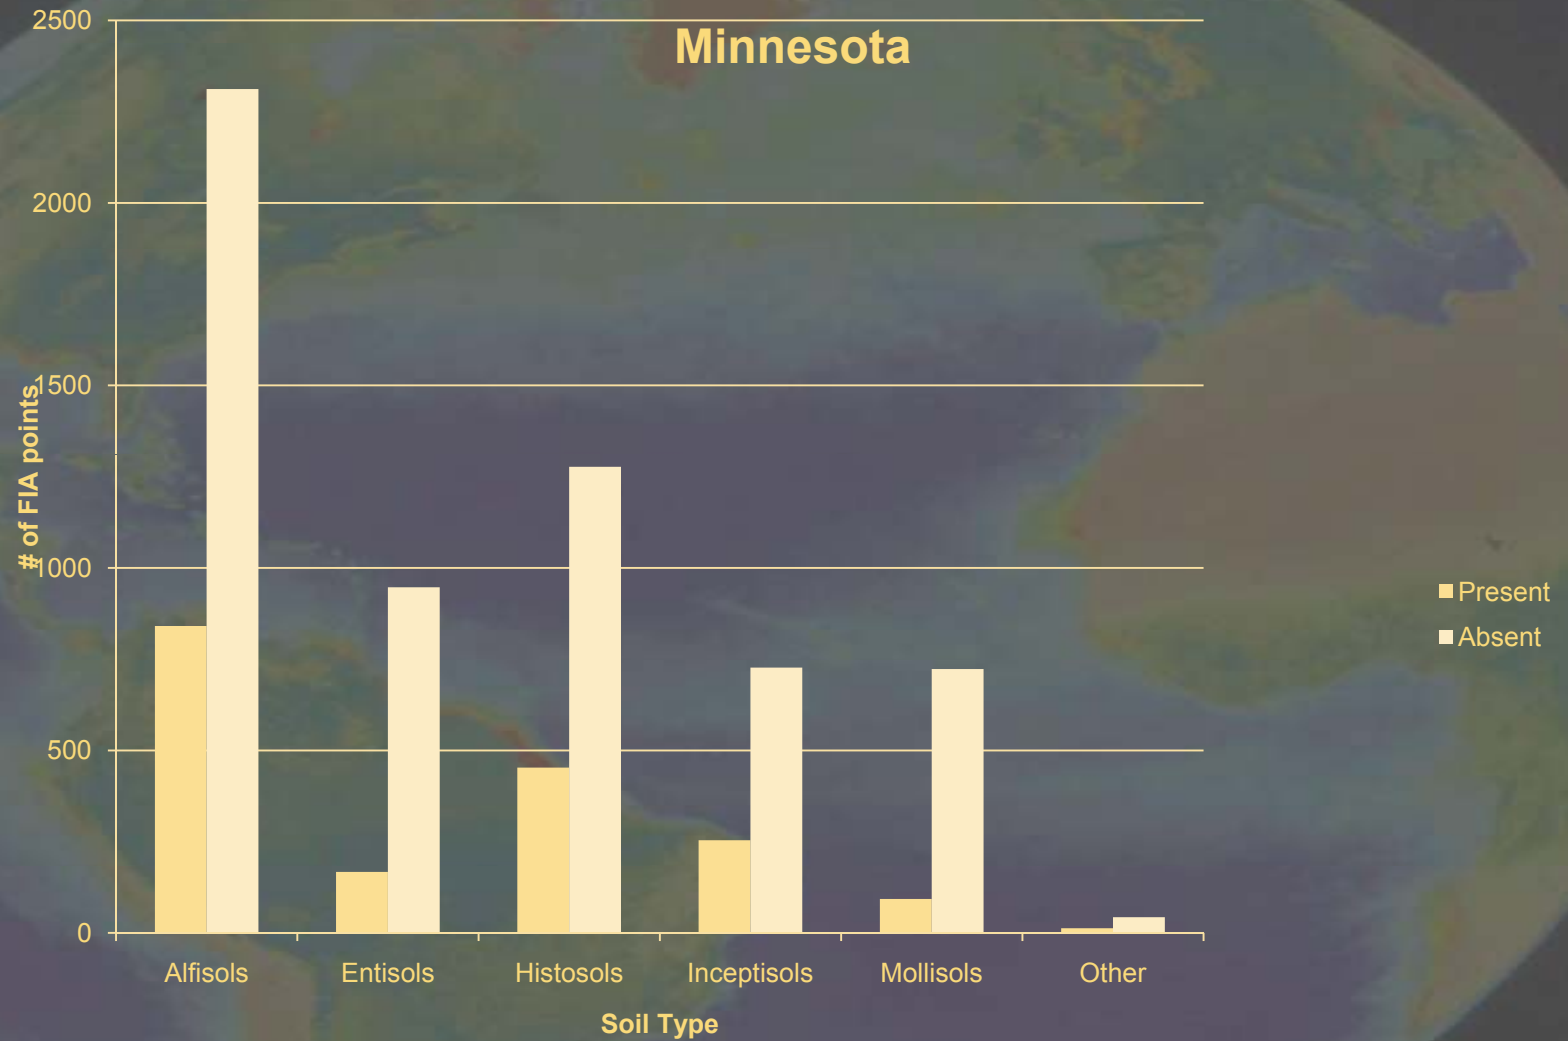 Minnesota
2500
2000
1500
1000
500
0
# of FIA points
Alfisols Entisols Histosols Inceptisols Mollisols Other
Soil Type
Present
Absent